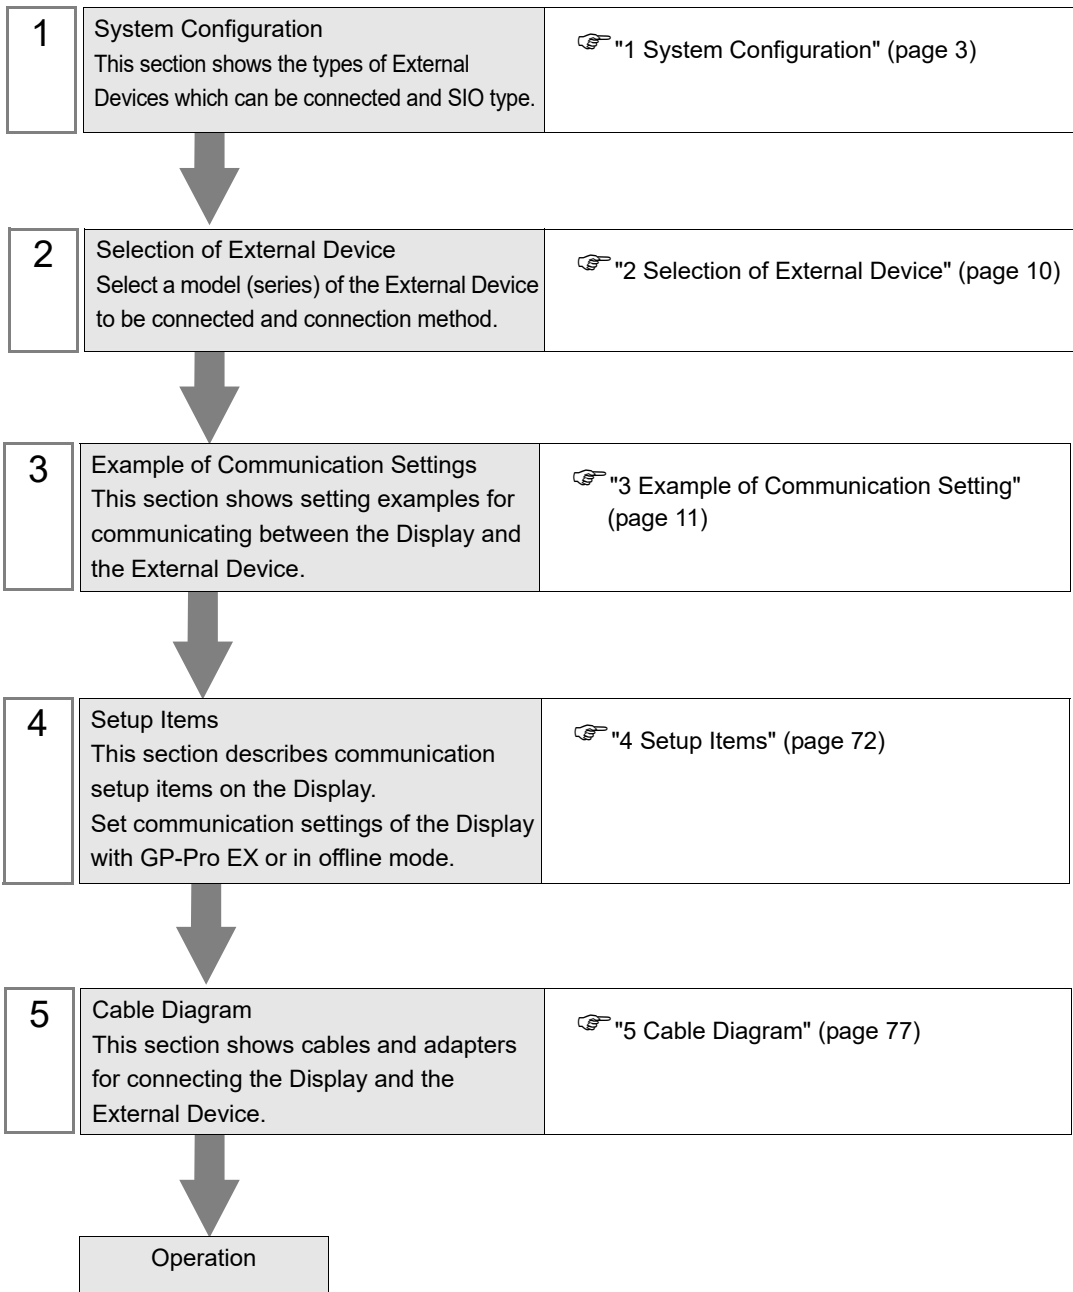 1
System Configuration
This section shows the types of External
Devices which can be connected and SIO type.
"1 System Configuration" (page 3)
2
Selection of External Device
Select a model (series) of the External Device
to be connected and connection method.
"2 Selection of External Device" (page 10)
3
Example of Communication Settings
This section shows setting examples for
communicating between the Display and
the External Device.
"3 Example of Communication Setting"
(page 11)
4
Setup Items
This section describes communication
setup items on the Display.
Set communication settings of the Display
with GP-Pro EX or in offline mode.
"4 Setup Items" (page 72)
5
Cable Diagram
This section shows cables and adapters
for connecting the Display and the
External Device.
"5 Cable Diagram" (page 77)
Operation